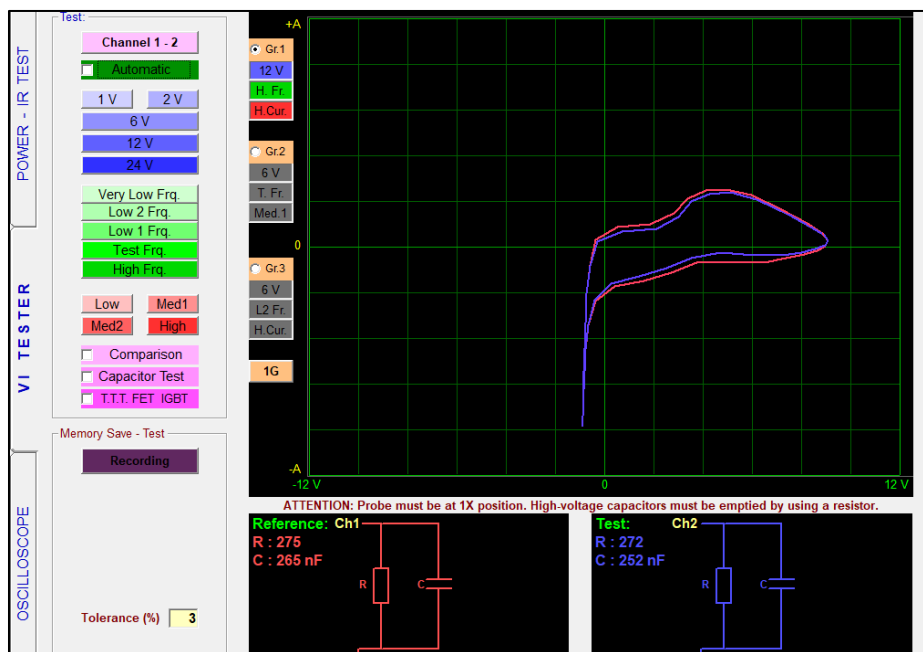 POWER - IR TEST
VI TESTER
OSCILLOSCOPE
Test:
Channel 1 - 2
Automatic
1 V
2 V
6 V
12 V
24 V
Very Low Frq.
Low 2 Frq.
Low 1 Frq.
Test Frq.
High Frq.
Low
Med1
Med2
High
Comparison
Capacitor Test
T.T.T. FET IGBT
Memory Save - Test
Recording
Tolerance (%) 3
Gr.1
12 V
H. Fr.
H.Cur.
Gr.2
6 V
T. Fr.
Med.1
Gr.3
6 V
L2 Fr.
H.Cur.
1G
+A
0
-A
-12 V
0
12 V
ATTENTION: Probe must be at 1X position. High-voltage capacitors must be emptied by using a resistor.
Reference: Ch1
R : 275
C : 265 nF
R
C
Test: Ch2
R : 272
C : 252 nF
R
C